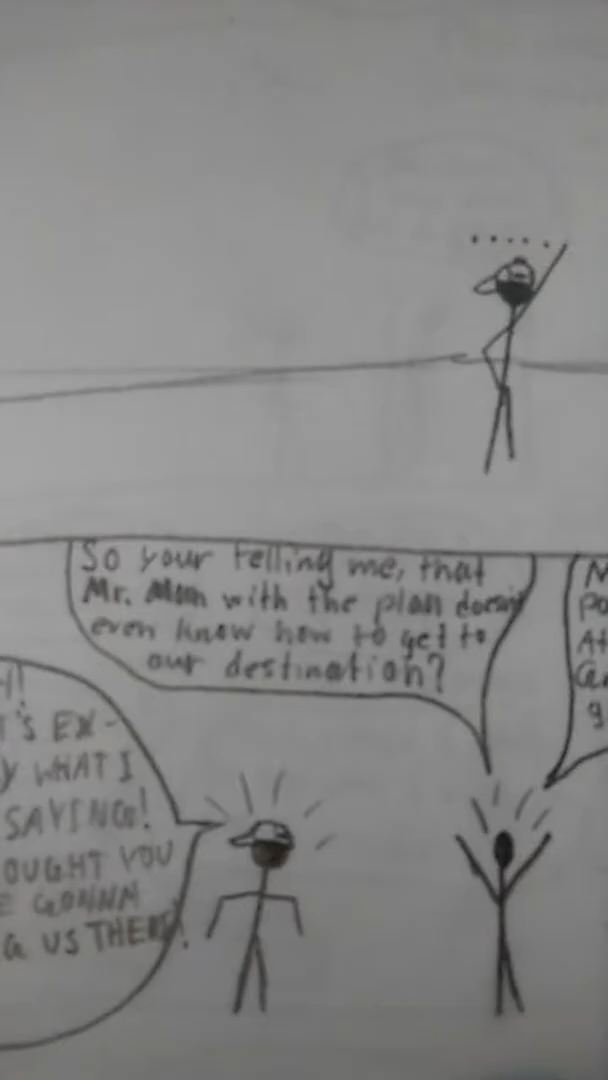 .....
So your telling me, that
Mr. Man with the plan doesn't
even know how to get to
our destination?
T'S EX-
Y WHAT I
SAYING!
OUGHT YOU
E GONNA
G US THERE!